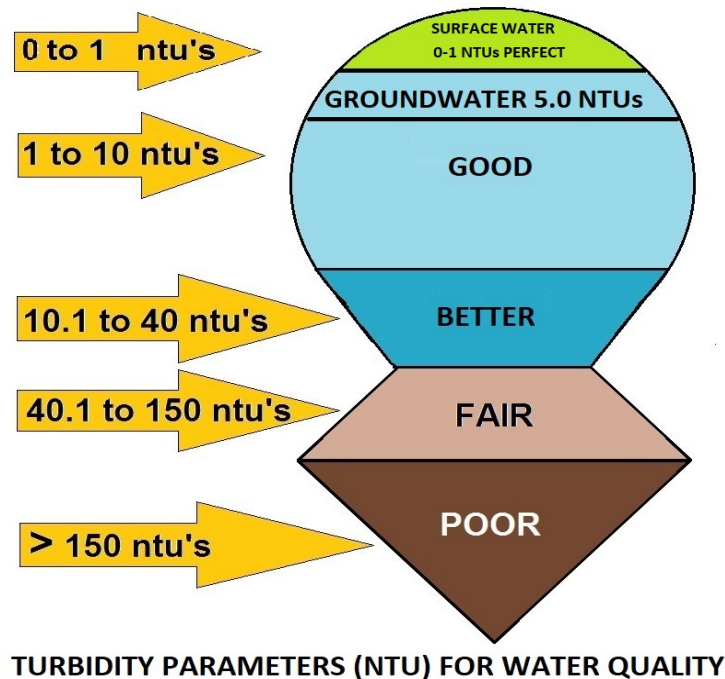 0 to 1 ntu's
SURFACE WATER
0-1 NTUs PERFECT
GROUNDWATER 5.0 NTUs
1 to 10 ntu's
GOOD
10.1 to 40 ntu's
BETTER
40.1 to 150 ntu's
FAIR
> 150 ntu's
POOR
TURBIDITY PARAMETERS (NTU) FOR WATER QUALITY